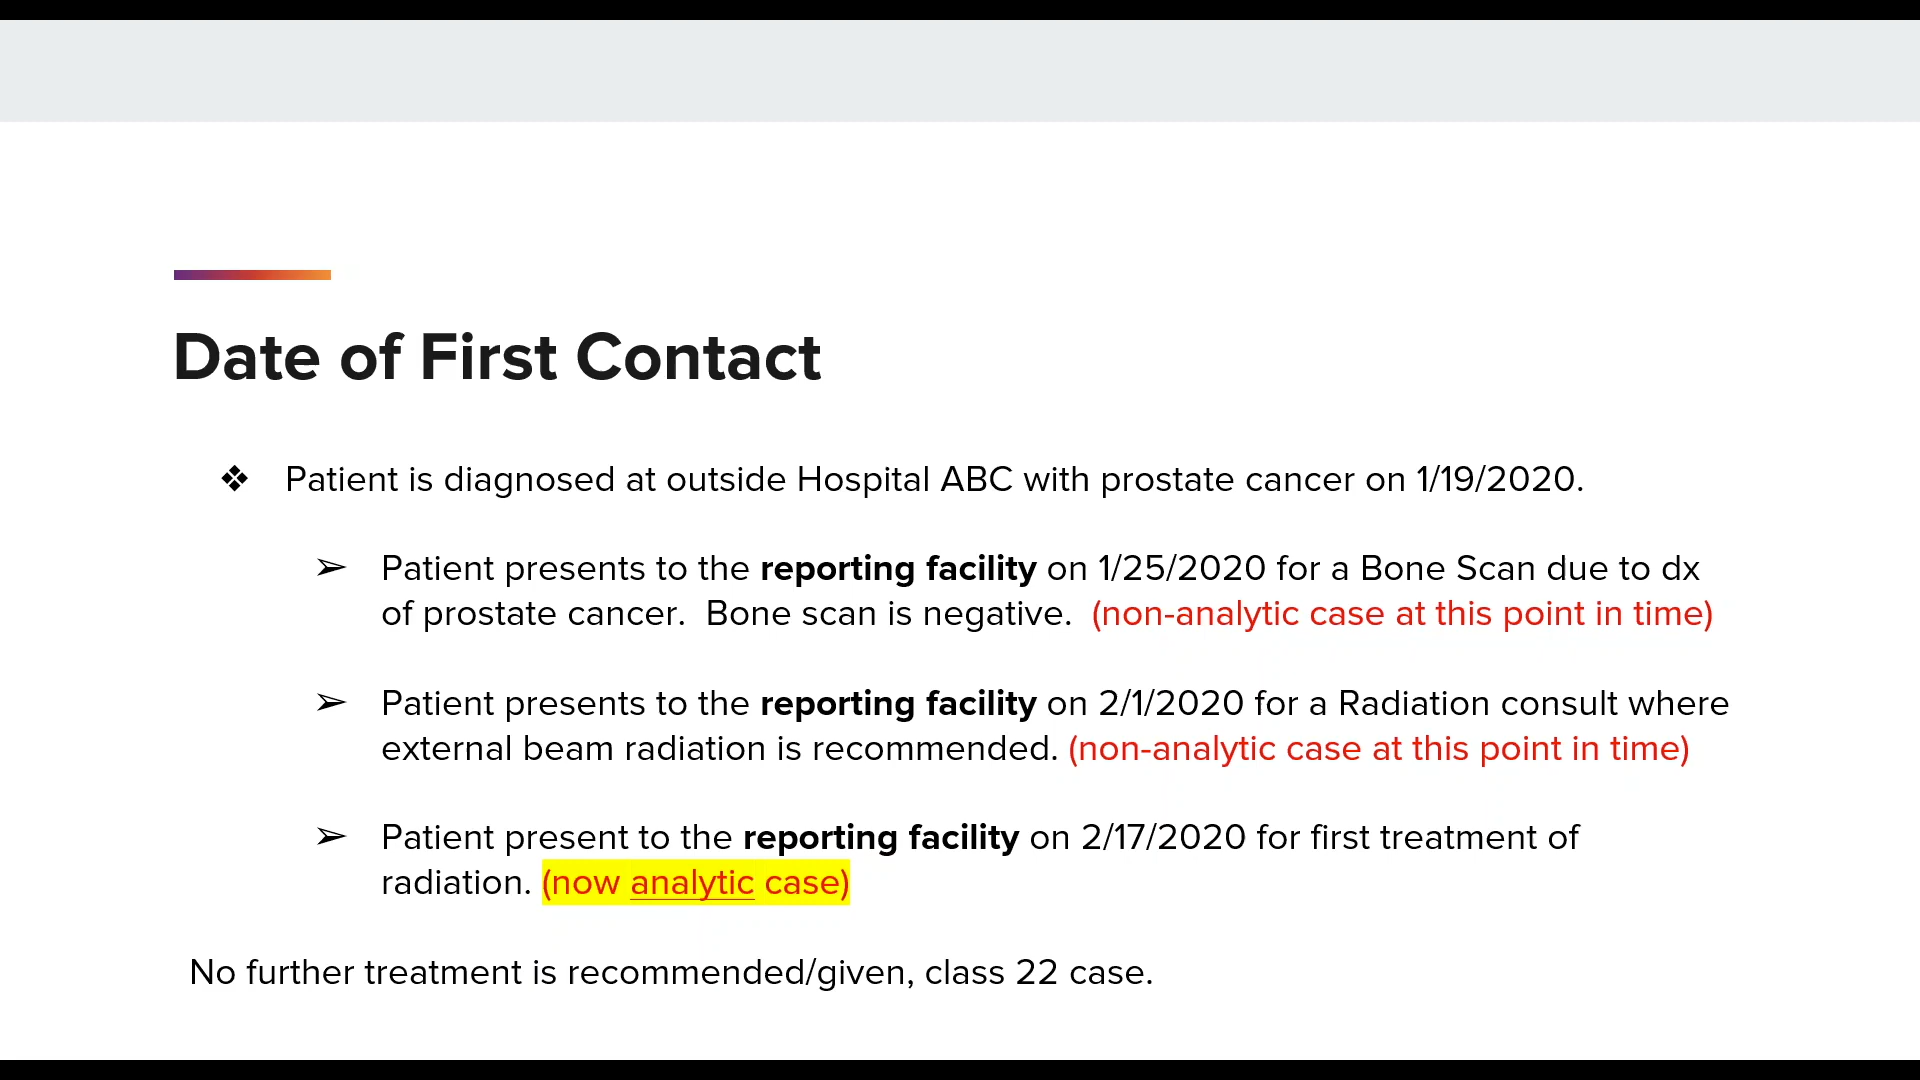 Date of First Contact
❖ Patient is diagnosed at outside Hospital ABC with prostate cancer on 1/19/2020.
➢ Patient presents to the reporting facility on 1/25/2020 for a Bone Scan due to dx
of prostate cancer.  Bone scan is negative.  (non-analytic case at this point in time)
➢ Patient presents to the reporting facility on 2/1/2020 for a Radiation consult where
external beam radiation is recommended. (non-analytic case at this point in time)
➢ Patient present to the reporting facility on 2/17/2020 for first treatment of
radiation. (now analytic case)
No further treatment is recommended/given, class 22 case.